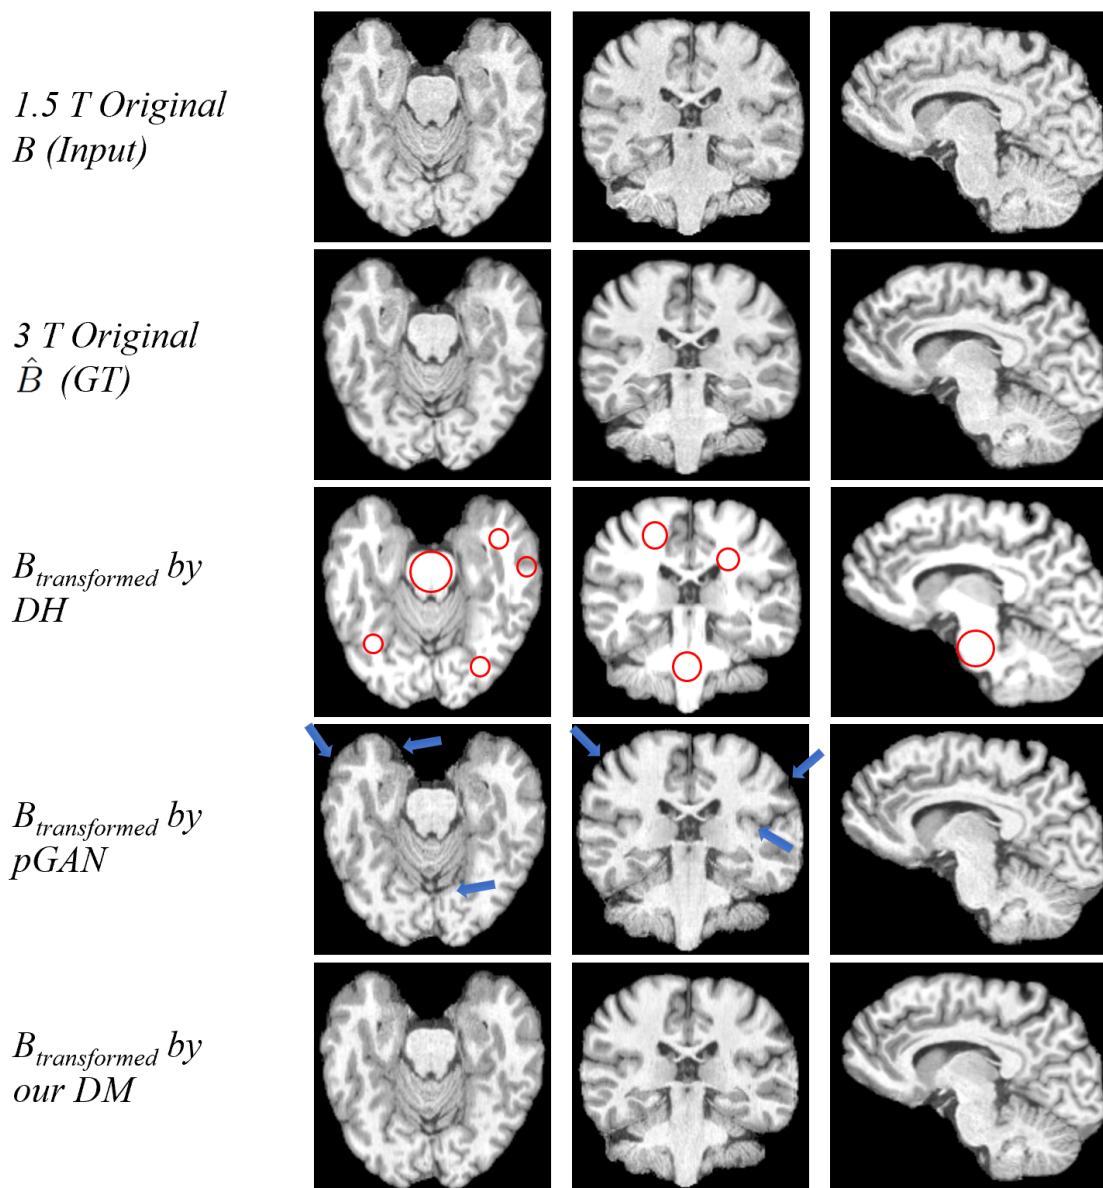 1.5 T Original
B (Input)
3 T Original
B̂ (GT)
B_transformed by
DH
B_transformed by
pGAN
B_transformed by
our DM